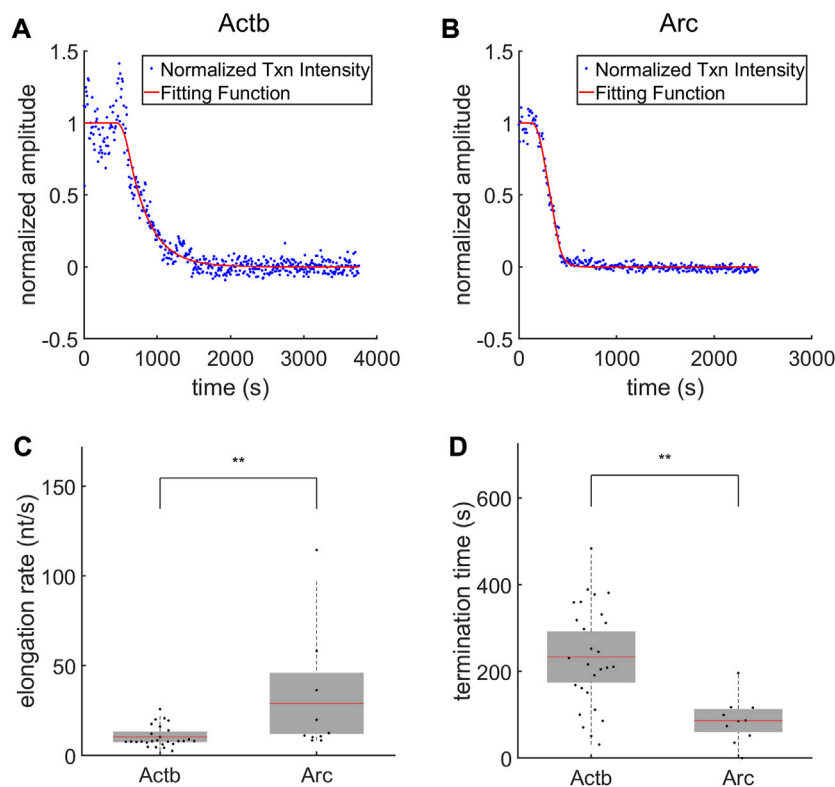 A
Actb
normalized amplitude
1.5
1
0.5
0
-0.5
Normalized Txn Intensity
Fitting Function
0
1000
2000
3000
4000
time (s)
B
Arc
normalized amplitude
1.5
1
0.5
0
-0.5
Normalized Txn Intensity
Fitting Function
0
1000
2000
3000
time (s)
C
elongation rate (nt/s)
150
100
50
0
**
Actb
Arc
D
termination time (s)
600
400
200
0
**
Actb
Arc